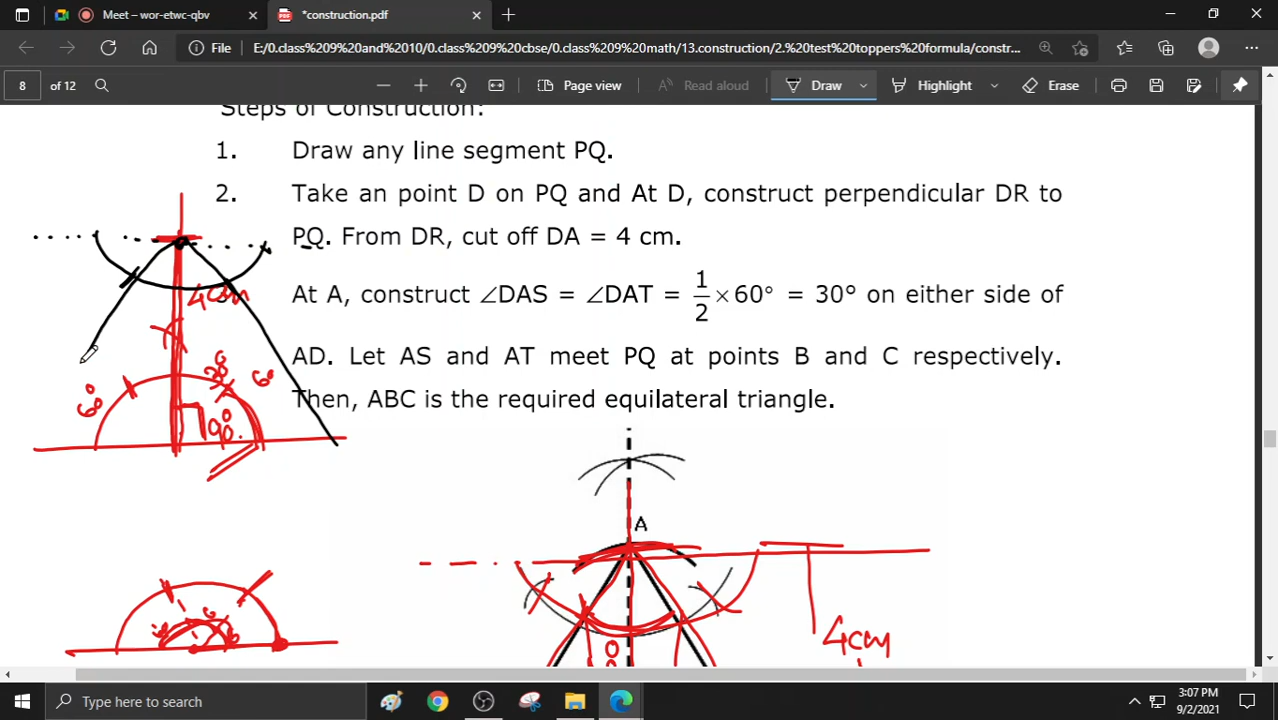 Meet – wor-etwc-qbv
*construction.pdf
File
E:/0.class%209%20and%2010/0.class%209%20cbse/0.class%209%20math/13.construction/2.%20test%20toppers%20formula/constr...
8 of 12
Page view
Read aloud
Draw
Highlight
Erase
Steps of Construction:
1. Draw any line segment PQ.
2. Take an point D on PQ and At D, construct perpendicular DR to
PQ. From DR, cut off DA = 4 cm.
At A, construct ∠DAS = ∠DAT = 1/2 × 60° = 30° on either side of
AD. Let AS and AT meet PQ at points B and C respectively.
Then, ABC is the required equilateral triangle.
4cm
30°
60°
60°
90°
A
4cm
Type here to search
3:07 PM
9/2/2021